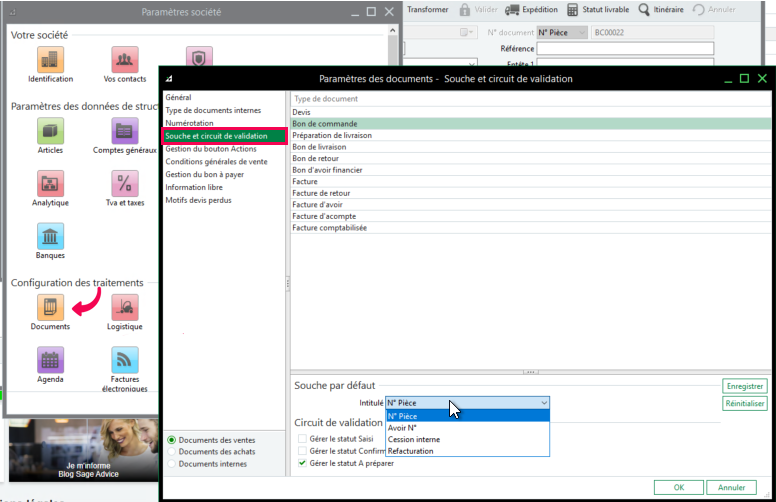 Paramètres société
Transformer
Valider
Expédition
Statut livrable
Itinéraire
Annuler
Votre société
N° document
N° Pièce
BC00022
Référence
Entête 1
Identification
Vos contacts
Paramètres des documents - Souche et circuit de validation
Général
Type de documents internes
Numérotation
Souche et circuit de validation
Gestion du bouton Actions
Conditions générales de vente
Gestion du bon à payer
Information libre
Motifs devis perdus
Type de document
Devis
Bon de commande
Préparation de livraison
Bon de livraison
Bon de retour
Bon d'avoir financier
Facture
Facture de retour
Facture d'avoir
Facture d'acompte
Facture comptabilisée
Paramètres des données de struc
Articles
Comptes généraux
Analytique
Tva et taxes
Banques
Configuration des traitements
Documents
Logistique
Agenda
Factures
électroniques
Souche par défaut
Enregistrer
Intitulé
N° Pièce
Réinitialiser
N° Pièce
Avoir N°
Cession interne
Refacturation
Circuit de validation
Gérer le statut Saisi
Gérer le statut Confirm
Gérer le statut A préparer
Documents des ventes
Documents des achats
Documents internes
Je m'informe
Blog Sage Advice
OK
Annuler